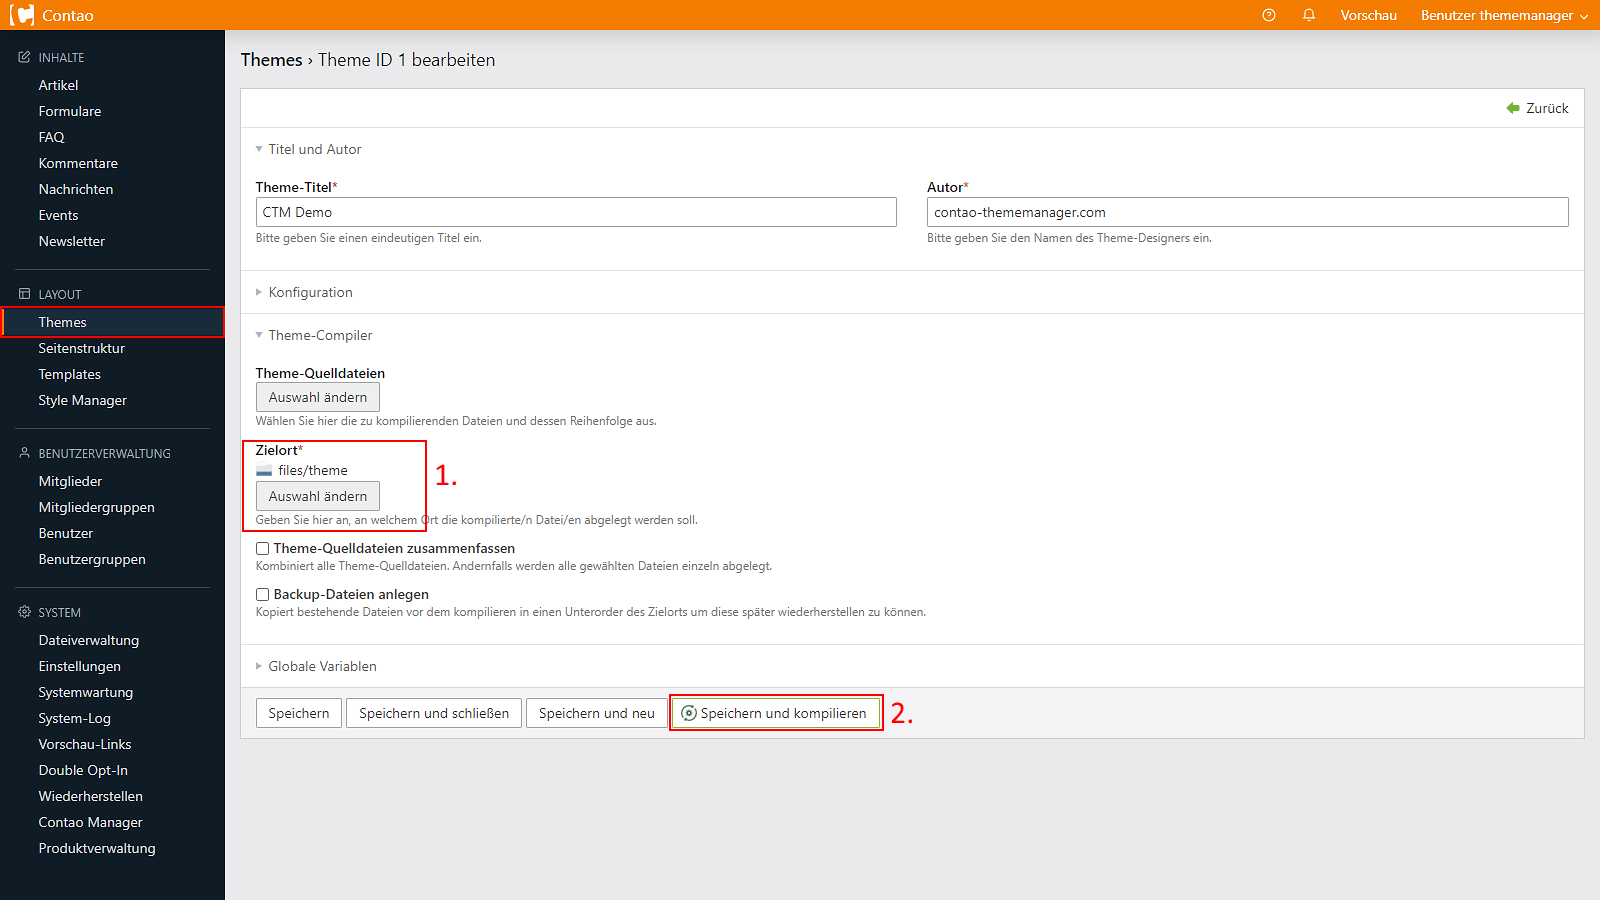 Contao
Vorschau
Benutzer thememanager
INHALTE
Artikel
Formulare
FAQ
Kommentare
Nachrichten
Events
Newsletter
LAYOUT
Themes
Seitenstruktur
Templates
Style Manager
BENUTZERVERWALTUNG
Mitglieder
Mitgliedergruppen
Benutzer
Benutzergruppen
SYSTEM
Dateiverwaltung
Einstellungen
Systemwartung
System-Log
Vorschau-Links
Double Opt-In
Wiederherstellen
Contao Manager
Produktverwaltung
Themes › Theme ID 1 bearbeiten
Zurück
Titel und Autor
Theme-Titel*
CTM Demo
Bitte geben Sie einen eindeutigen Titel ein.
Autor*
contao-thememanager.com
Bitte geben Sie den Namen des Theme-Designers ein.
Konfiguration
Theme-Compiler
Theme-Quelldateien
Auswahl ändern
Wählen Sie hier die zu kompilierenden Dateien und dessen Reihenfolge aus.
Zielort*
files/theme
Auswahl ändern
1.
Geben Sie hier an, an welchem Ort die kompilierte/n Datei/en abgelegt werden soll.
Theme-Quelldateien zusammenfassen
Kombiniert alle Theme-Quelldateien. Andernfalls werden alle gewählten Dateien einzeln abgelegt.
Backup-Dateien anlegen
Kopiert bestehende Dateien vor dem kompilieren in einen Unterorder des Zielorts um diese später wiederherstellen zu können.
Globale Variablen
Speichern
Speichern und schließen
Speichern und neu
Speichern und kompilieren
2.